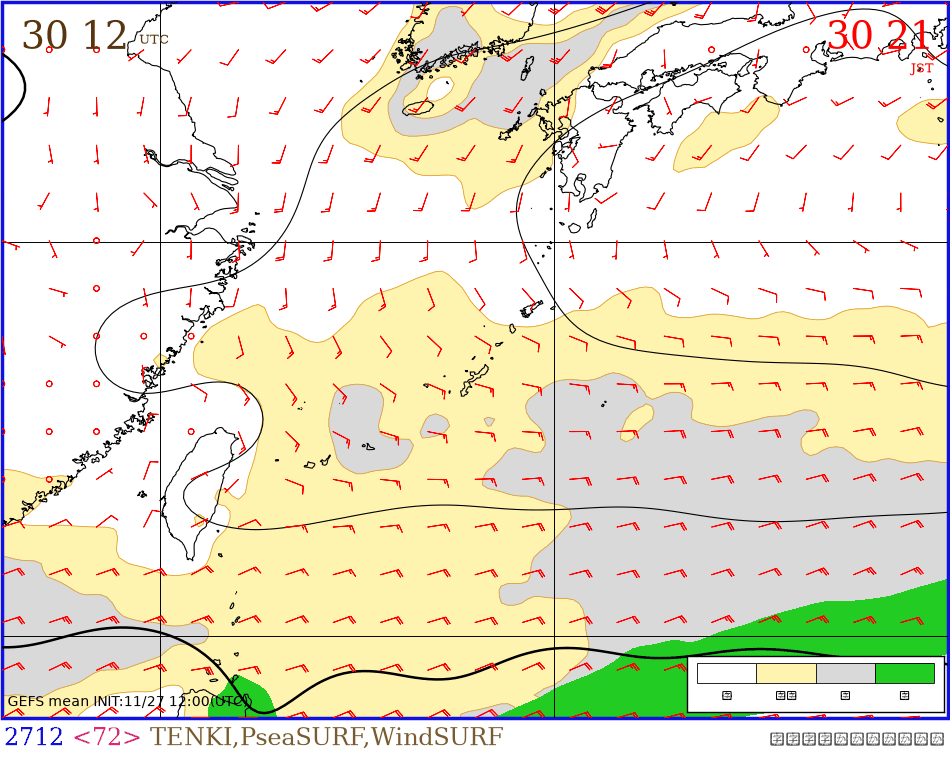 30 12 UTC
30 21
JST
GEFS mean INIT:11/27 12:00(UTC)
2712 <72> TENKI,PseaSURF,WindSURF